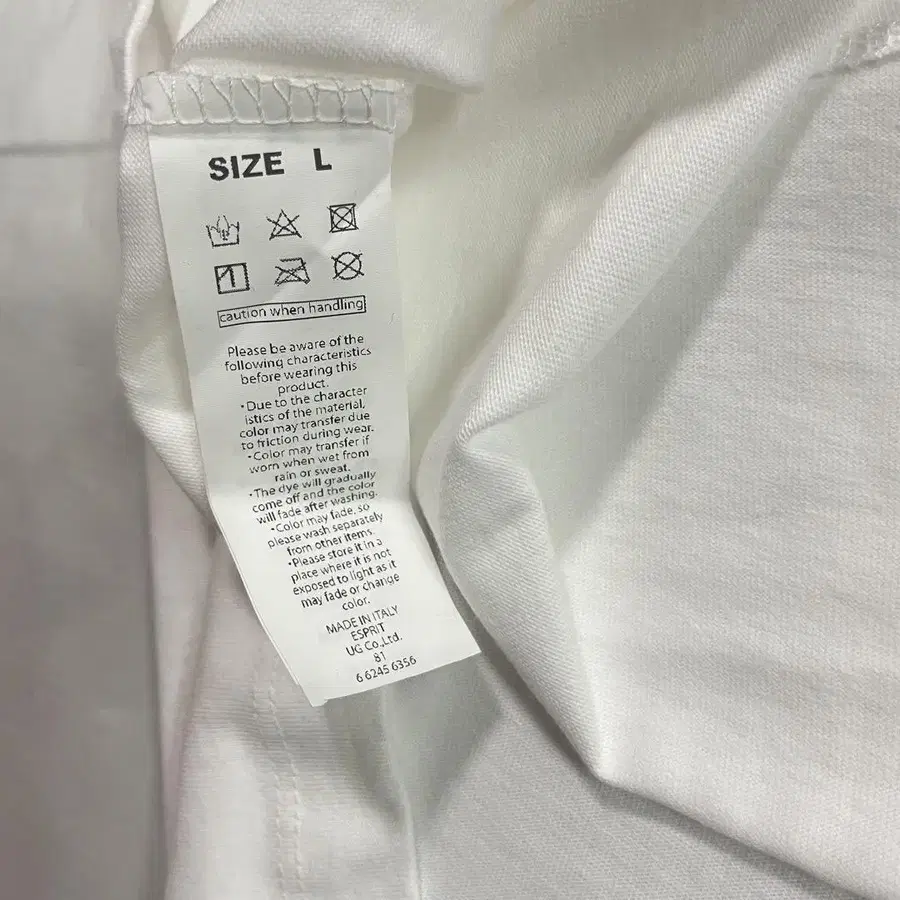 SIZE L
1
caution when handling
Please be aware of the
following characteristics
before wearing this
product.
•Due to the character
istics of the material,
color may transfer due
to friction during wear.
•Color may transfer if
worn when wet from
rain or sweat.
•The dye will gradually
come off and the color
will fade after washing.
•Color may fade, so
please wash separately
from other items.
•Please store it in a
place where it is not
exposed to light as it
may fade or change
color.
MADE IN ITALY
ESPRIT
UG Co.,Ltd.
81
6 6245 6356